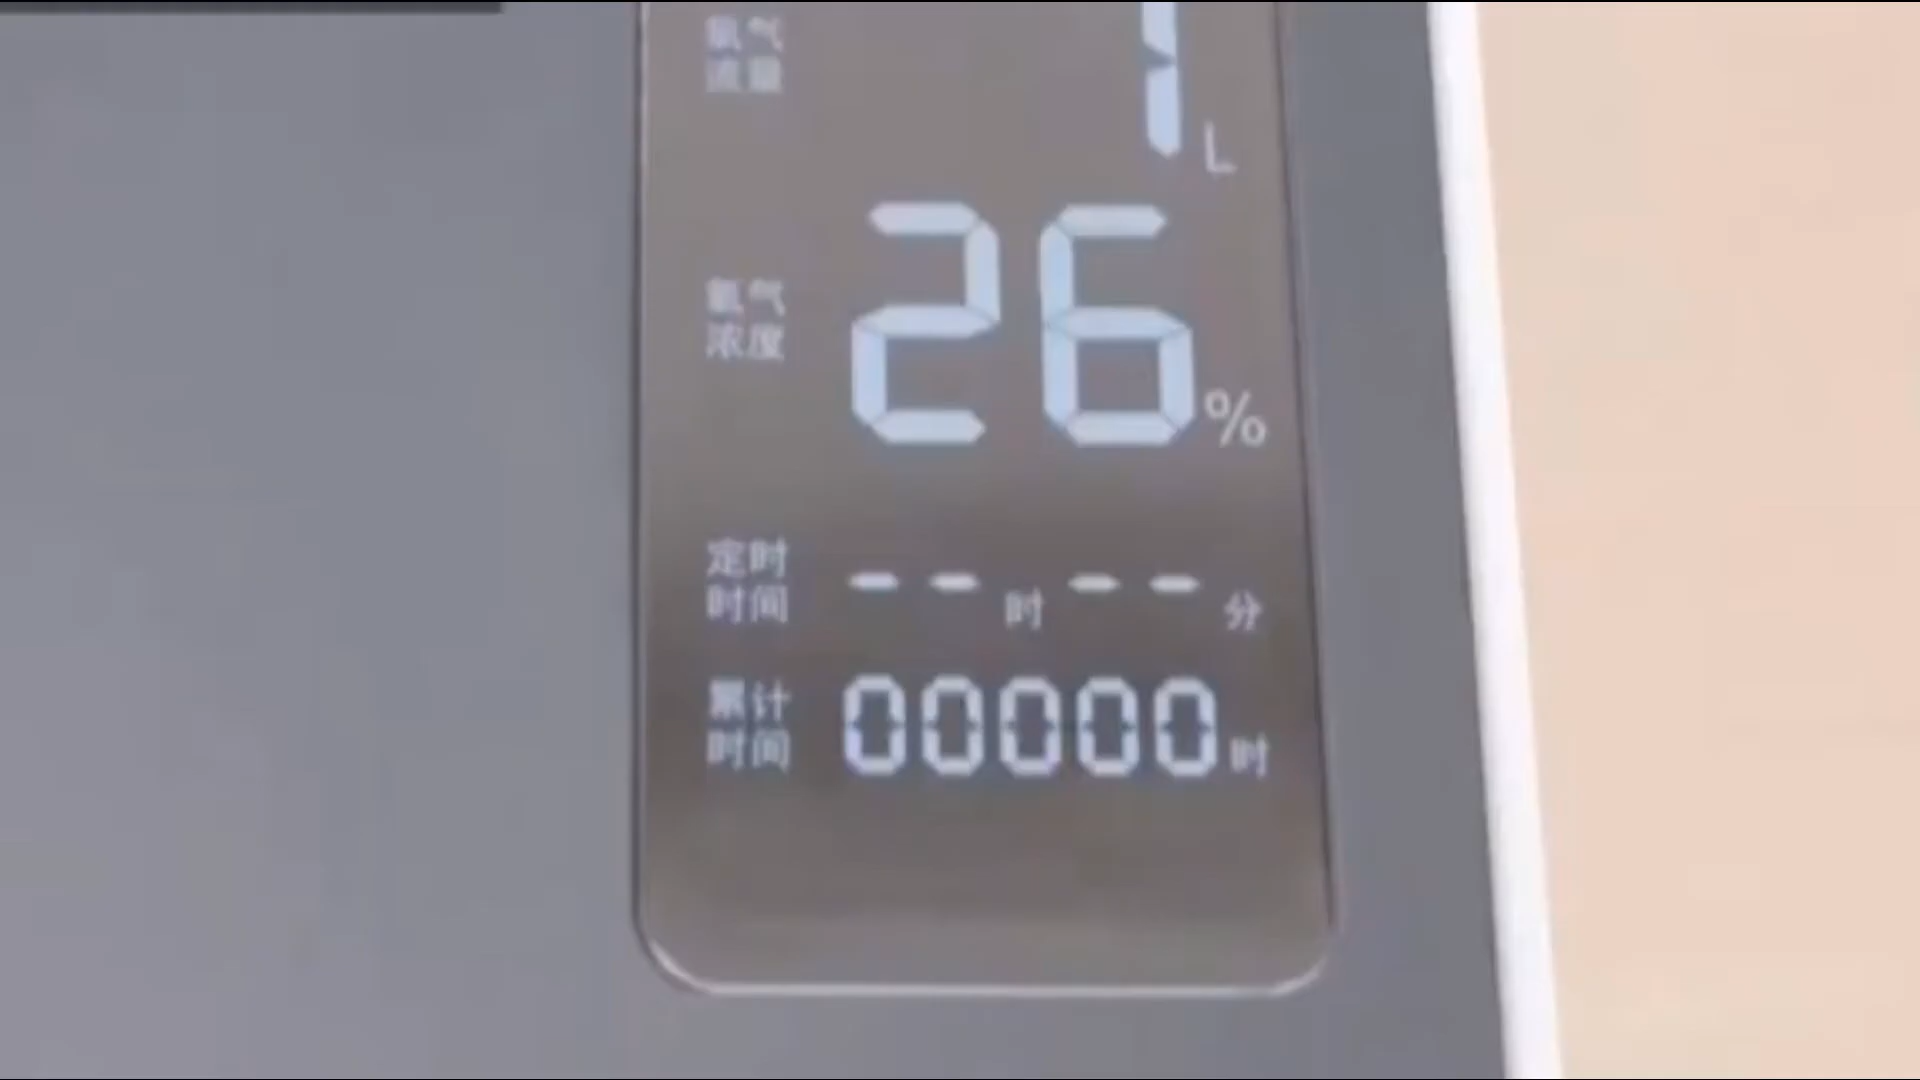 氧气
流量
1 L
氧气
浓度
26 %
定时
时间
-- 时 -- 分
累计
时间
00000 时